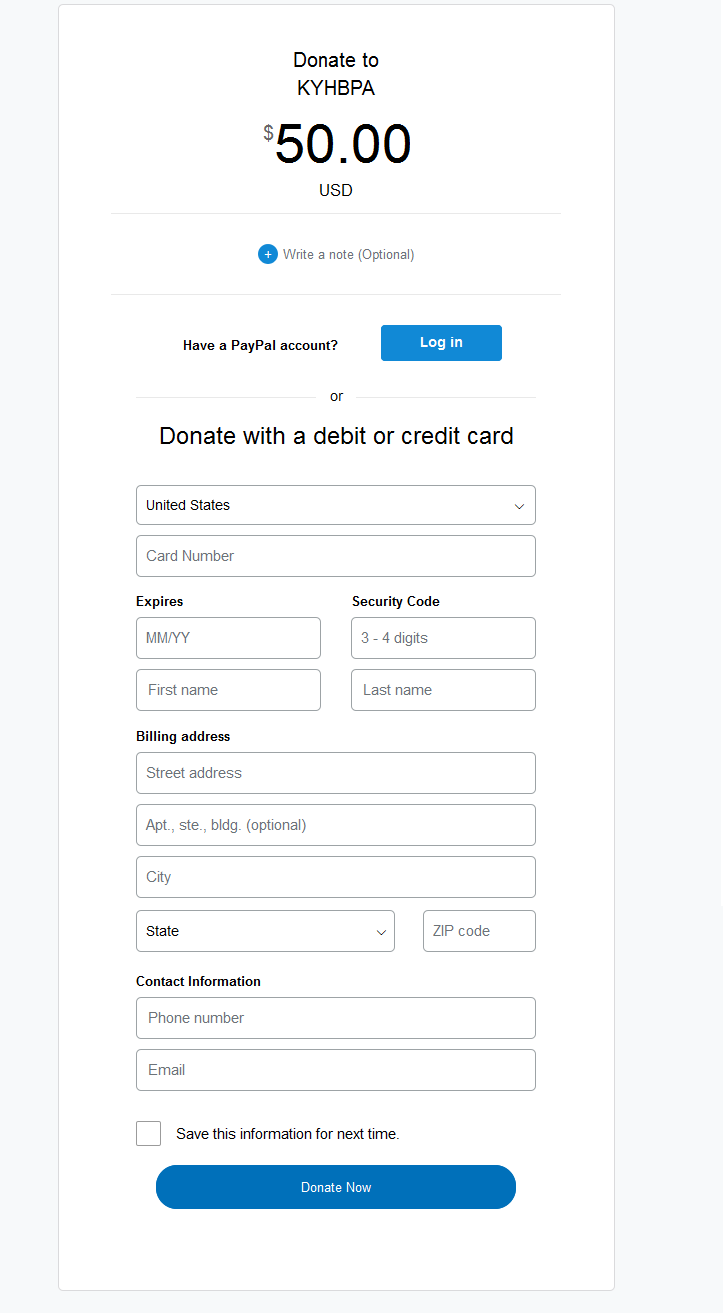 Donate to
KYHBPA
$50.00
USD
+ Write a note (Optional)
Have a PayPal account? Log in
or
Donate with a debit or credit card
United States
Card Number
Expires Security Code
MM/YY 3 - 4 digits
First name Last name
Billing address
Street address
Apt., ste., bldg. (optional)
City
State ZIP code
Contact Information
Phone number
Email
Save this information for next time.
Donate Now